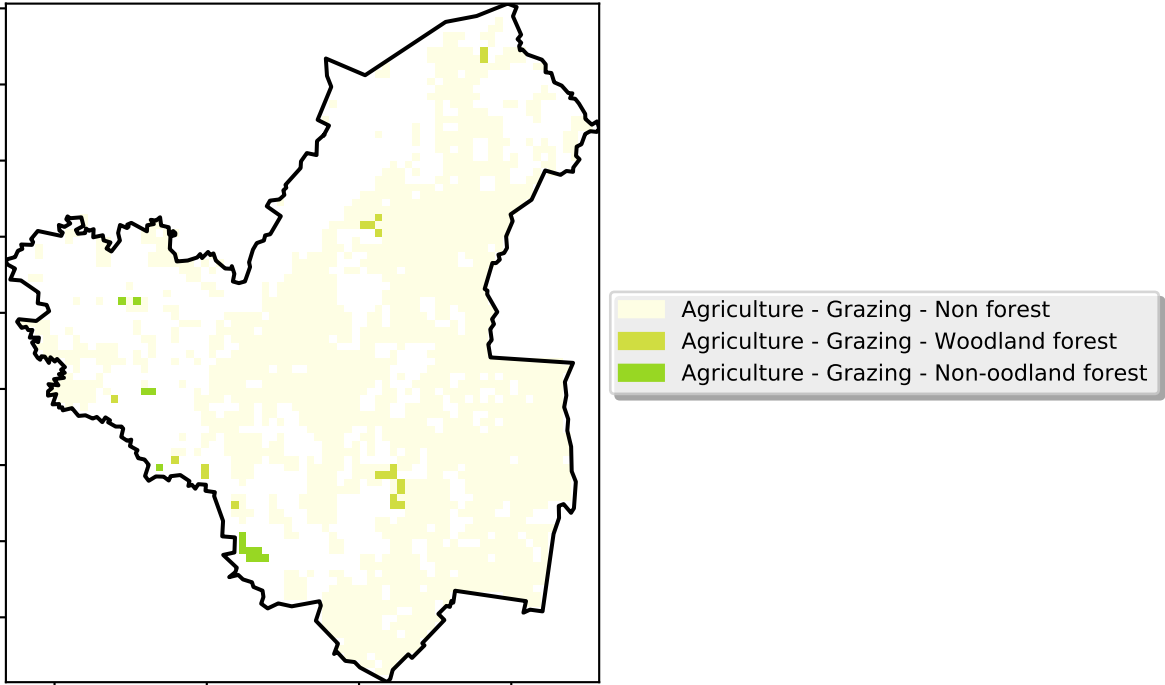 Agriculture - Grazing - Non forest
Agriculture - Grazing - Woodland forest
Agriculture - Grazing - Non-oodland forest